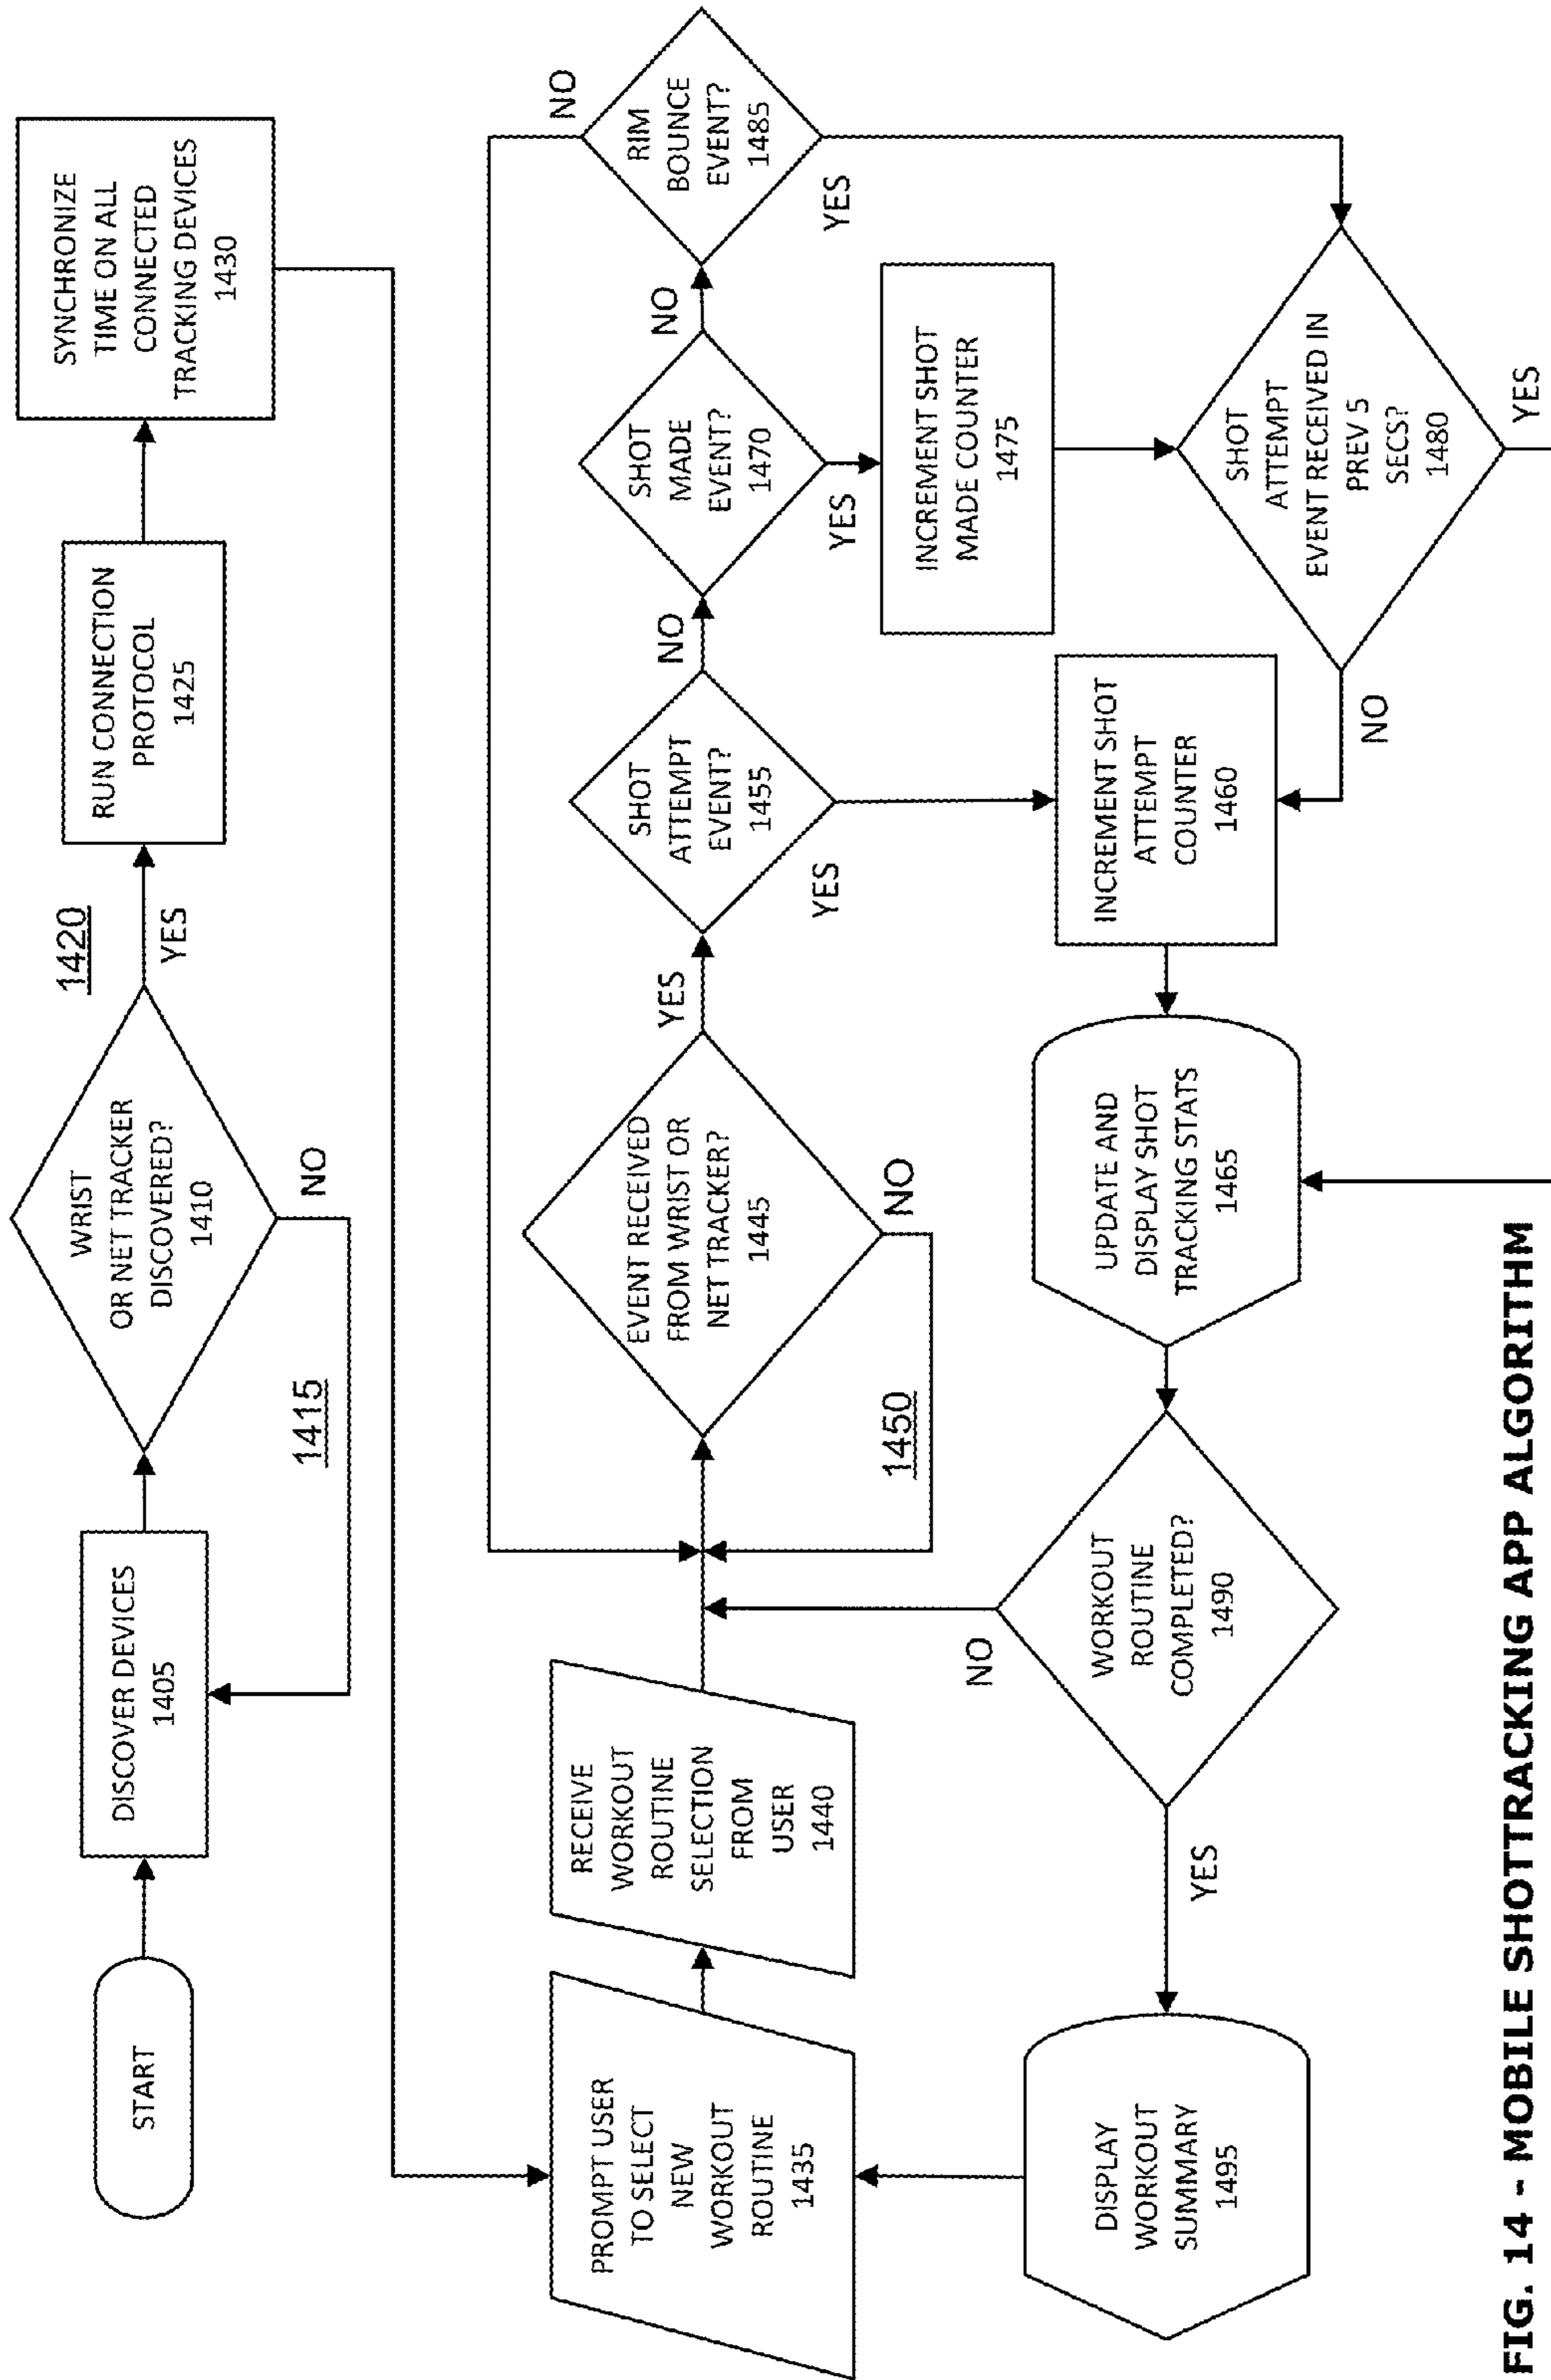 START
DISCOVER DEVICES
1405
WRIST
OR NET TRACKER
DISCOVERED?
1410
NO
1415
1420
YES
RUN CONNECTION
PROTOCOL
1425
SYNCHRONIZE
TIME ON ALL
CONNECTED
TRACKING DEVICES
1430
PROMPT USER
TO SELECT
NEW
WORKOUT
ROUTINE
1435
RECEIVE
WORKOUT
ROUTINE
SELECTION
FROM
USER
1440
EVENT RECEIVED
FROM WRIST OR
NET TRACKER?
1445
NO
1450
YES
SHOT
ATTEMPT
EVENT?
1455
YES
NO
SHOT
MADE
EVENT?
1470
YES
NO
RIM
BOUNCE
EVENT?
1485
NO
YES
INCREMENT SHOT
MADE COUNTER
1475
SHOT
ATTEMPT
EVENT RECEIVED IN
PREV 5
SECS?
1480
NO
YES
INCREMENT SHOT
ATTEMPT
COUNTER
1460
UPDATE AND
DISPLAY SHOT
TRACKING STATS
1465
WORKOUT
ROUTINE
COMPLETED?
1490
NO
YES
DISPLAY
WORKOUT
SUMMARY
1495
FIG. 14 - MOBILE SHOTTRACKING APP ALGORITHM